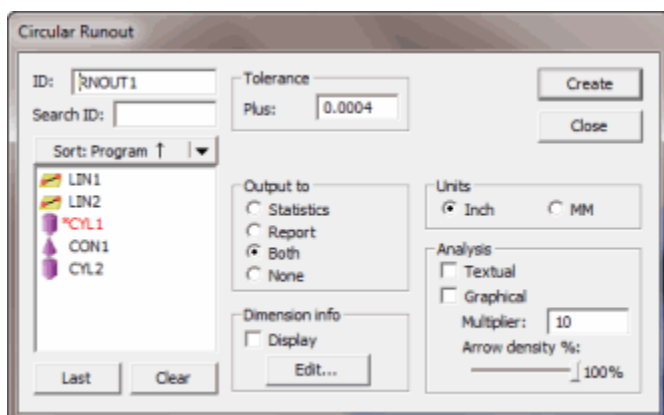 Circular Runout
ID: RNOUT1
Search ID:
Sort: Program ↑
LIN1
LIN2
*CYL1
CON1
CYL2
Last Clear
Tolerance
Plus: 0.0004
Output to
Statistics
Report
Both
None
Dimension info
Display
Edit...
Create
Close
Units
Inch MM
Analysis
Textual
Graphical
Multiplier: 10
Arrow density %:
100%